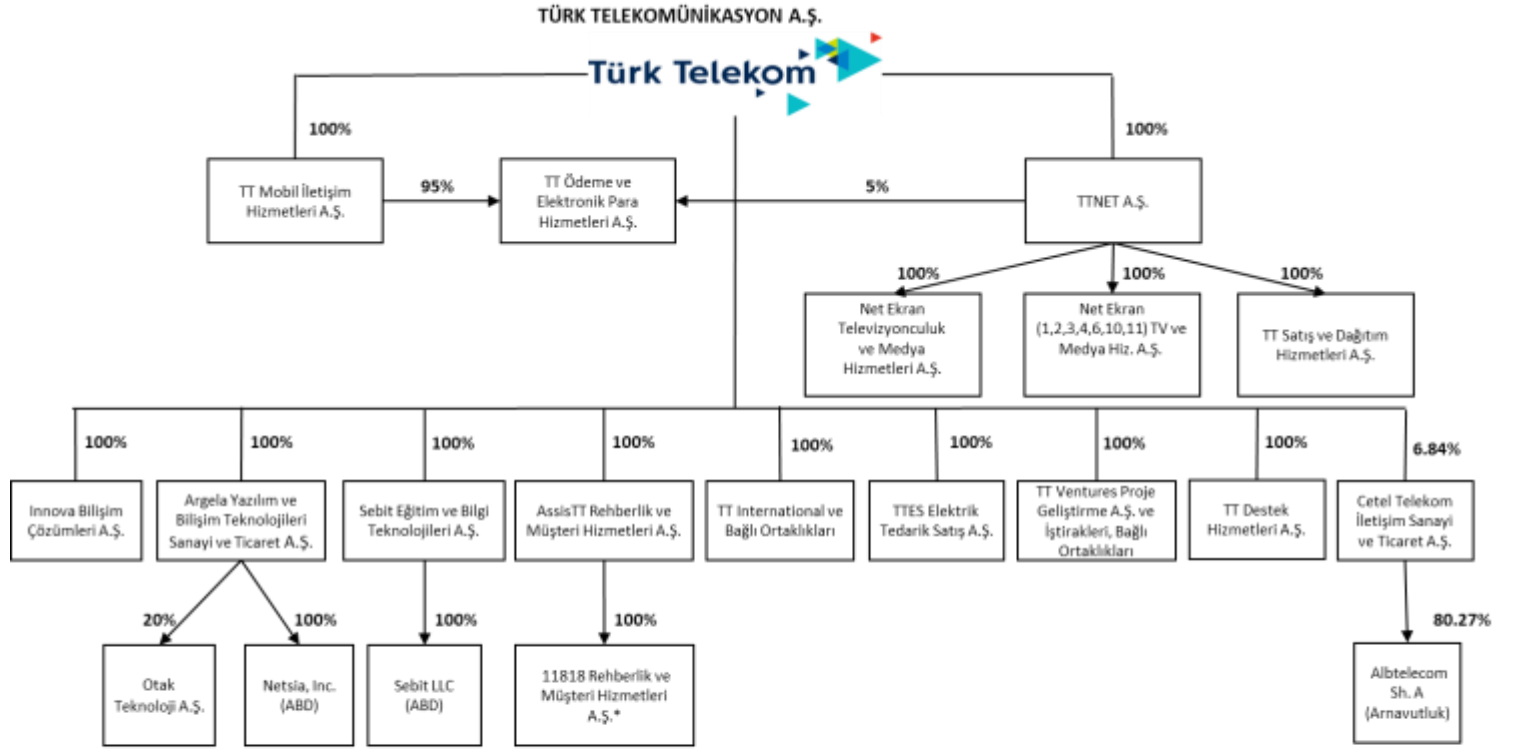 TÜRK TELEKOMÜNİKASYON A.Ş.
Türk Telekom
100%
100%
TT Mobil İletişim
Hizmetleri A.Ş.
95%
TT Ödeme ve
Elektronik Para
Hizmetleri A.Ş.
5%
TTNET A.Ş.
100%
100%
100%
Net Ekran
Televizyonculuk
ve Medya
Hizmetleri A.Ş.
Net Ekran
(1,2,3,4,6,10,11) TV ve
Medya Hiz. A.Ş.
TT Satış ve Dağıtım
Hizmetleri A.Ş.
100%
100%
100%
100%
100%
100%
100%
100%
6.84%
Innova Bilişim
Çözümleri A.Ş.
Argela Yazılım ve
Bilişim Teknolojileri
Sanayi ve Ticaret A.Ş.
Sebit Eğitim ve Bilgi
Teknolojileri A.Ş.
AssisTT Rehberlik ve
Müşteri Hizmetleri A.Ş.
TT International ve
Bağlı Ortaklıkları
TTES Elektrik
Tedarik Satış A.Ş.
TT Ventures Proje
Geliştirme A.Ş. ve
İştirakleri, Bağlı
Ortaklıkları
TT Destek
Hizmetleri A.Ş.
Cetel Telekom
İletişim Sanayi
ve Ticaret A.Ş.
20%
100%
100%
100%
80.27%
Otak
Teknoloji A.Ş.
Netsia, Inc.
(ABD)
Sebit LLC
(ABD)
11818 Rehberlik ve
Müşteri Hizmetleri
A.Ş.*
Albtelecom
Sh. A
(Arnavutluk)